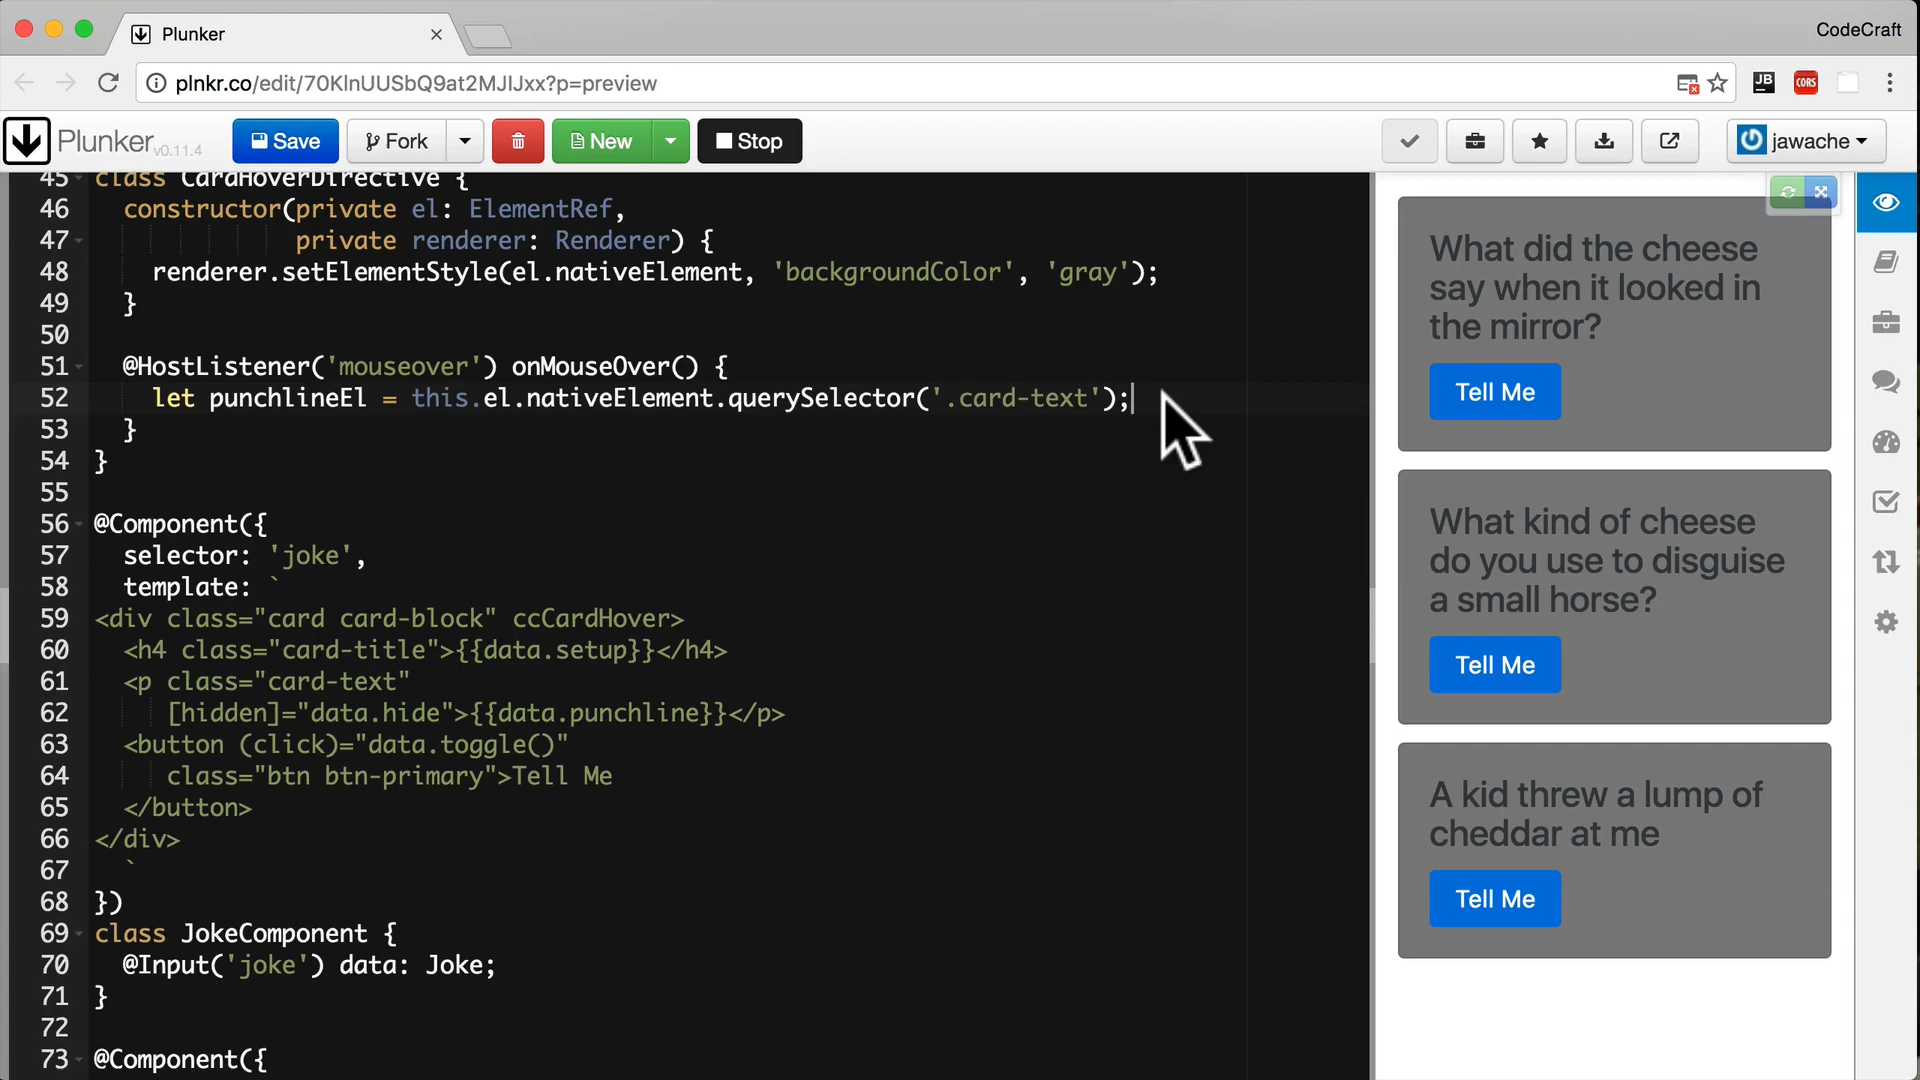 Plunker
CodeCraft
plnkr.co/edit/70KlnUUSbQ9at2MJIJxx?p=preview
JB
CORS
Plunker v0.11.4
Save
Fork
New
Stop
jawache
45 class CardHoverDirective {
46 constructor(private el: ElementRef,
47 private renderer: Renderer) {
48 renderer.setElementStyle(el.nativeElement, 'backgroundColor', 'gray');
49 }
50
51 @HostListener('mouseover') onMouseOver() {
52 let punchlineEl = this.el.nativeElement.querySelector('.card-text');
53 }
54 }
55
56 @Component({
57 selector: 'joke',
58 template: `
59 <div class="card card-block" ccCardHover>
60 <h4 class="card-title">{{data.setup}}</h4>
61 <p class="card-text"
62 [hidden]="data.hide">{{data.punchline}}</p>
63 <button (click)="data.toggle()"
64 class="btn btn-primary">Tell Me
65 </button>
66 </div>
67 `
68 })
69 class JokeComponent {
70 @Input('joke') data: Joke;
71 }
72
73 @Component({
What did the cheese
say when it looked in
the mirror?
Tell Me
What kind of cheese
do you use to disguise
a small horse?
Tell Me
A kid threw a lump of
cheddar at me
Tell Me